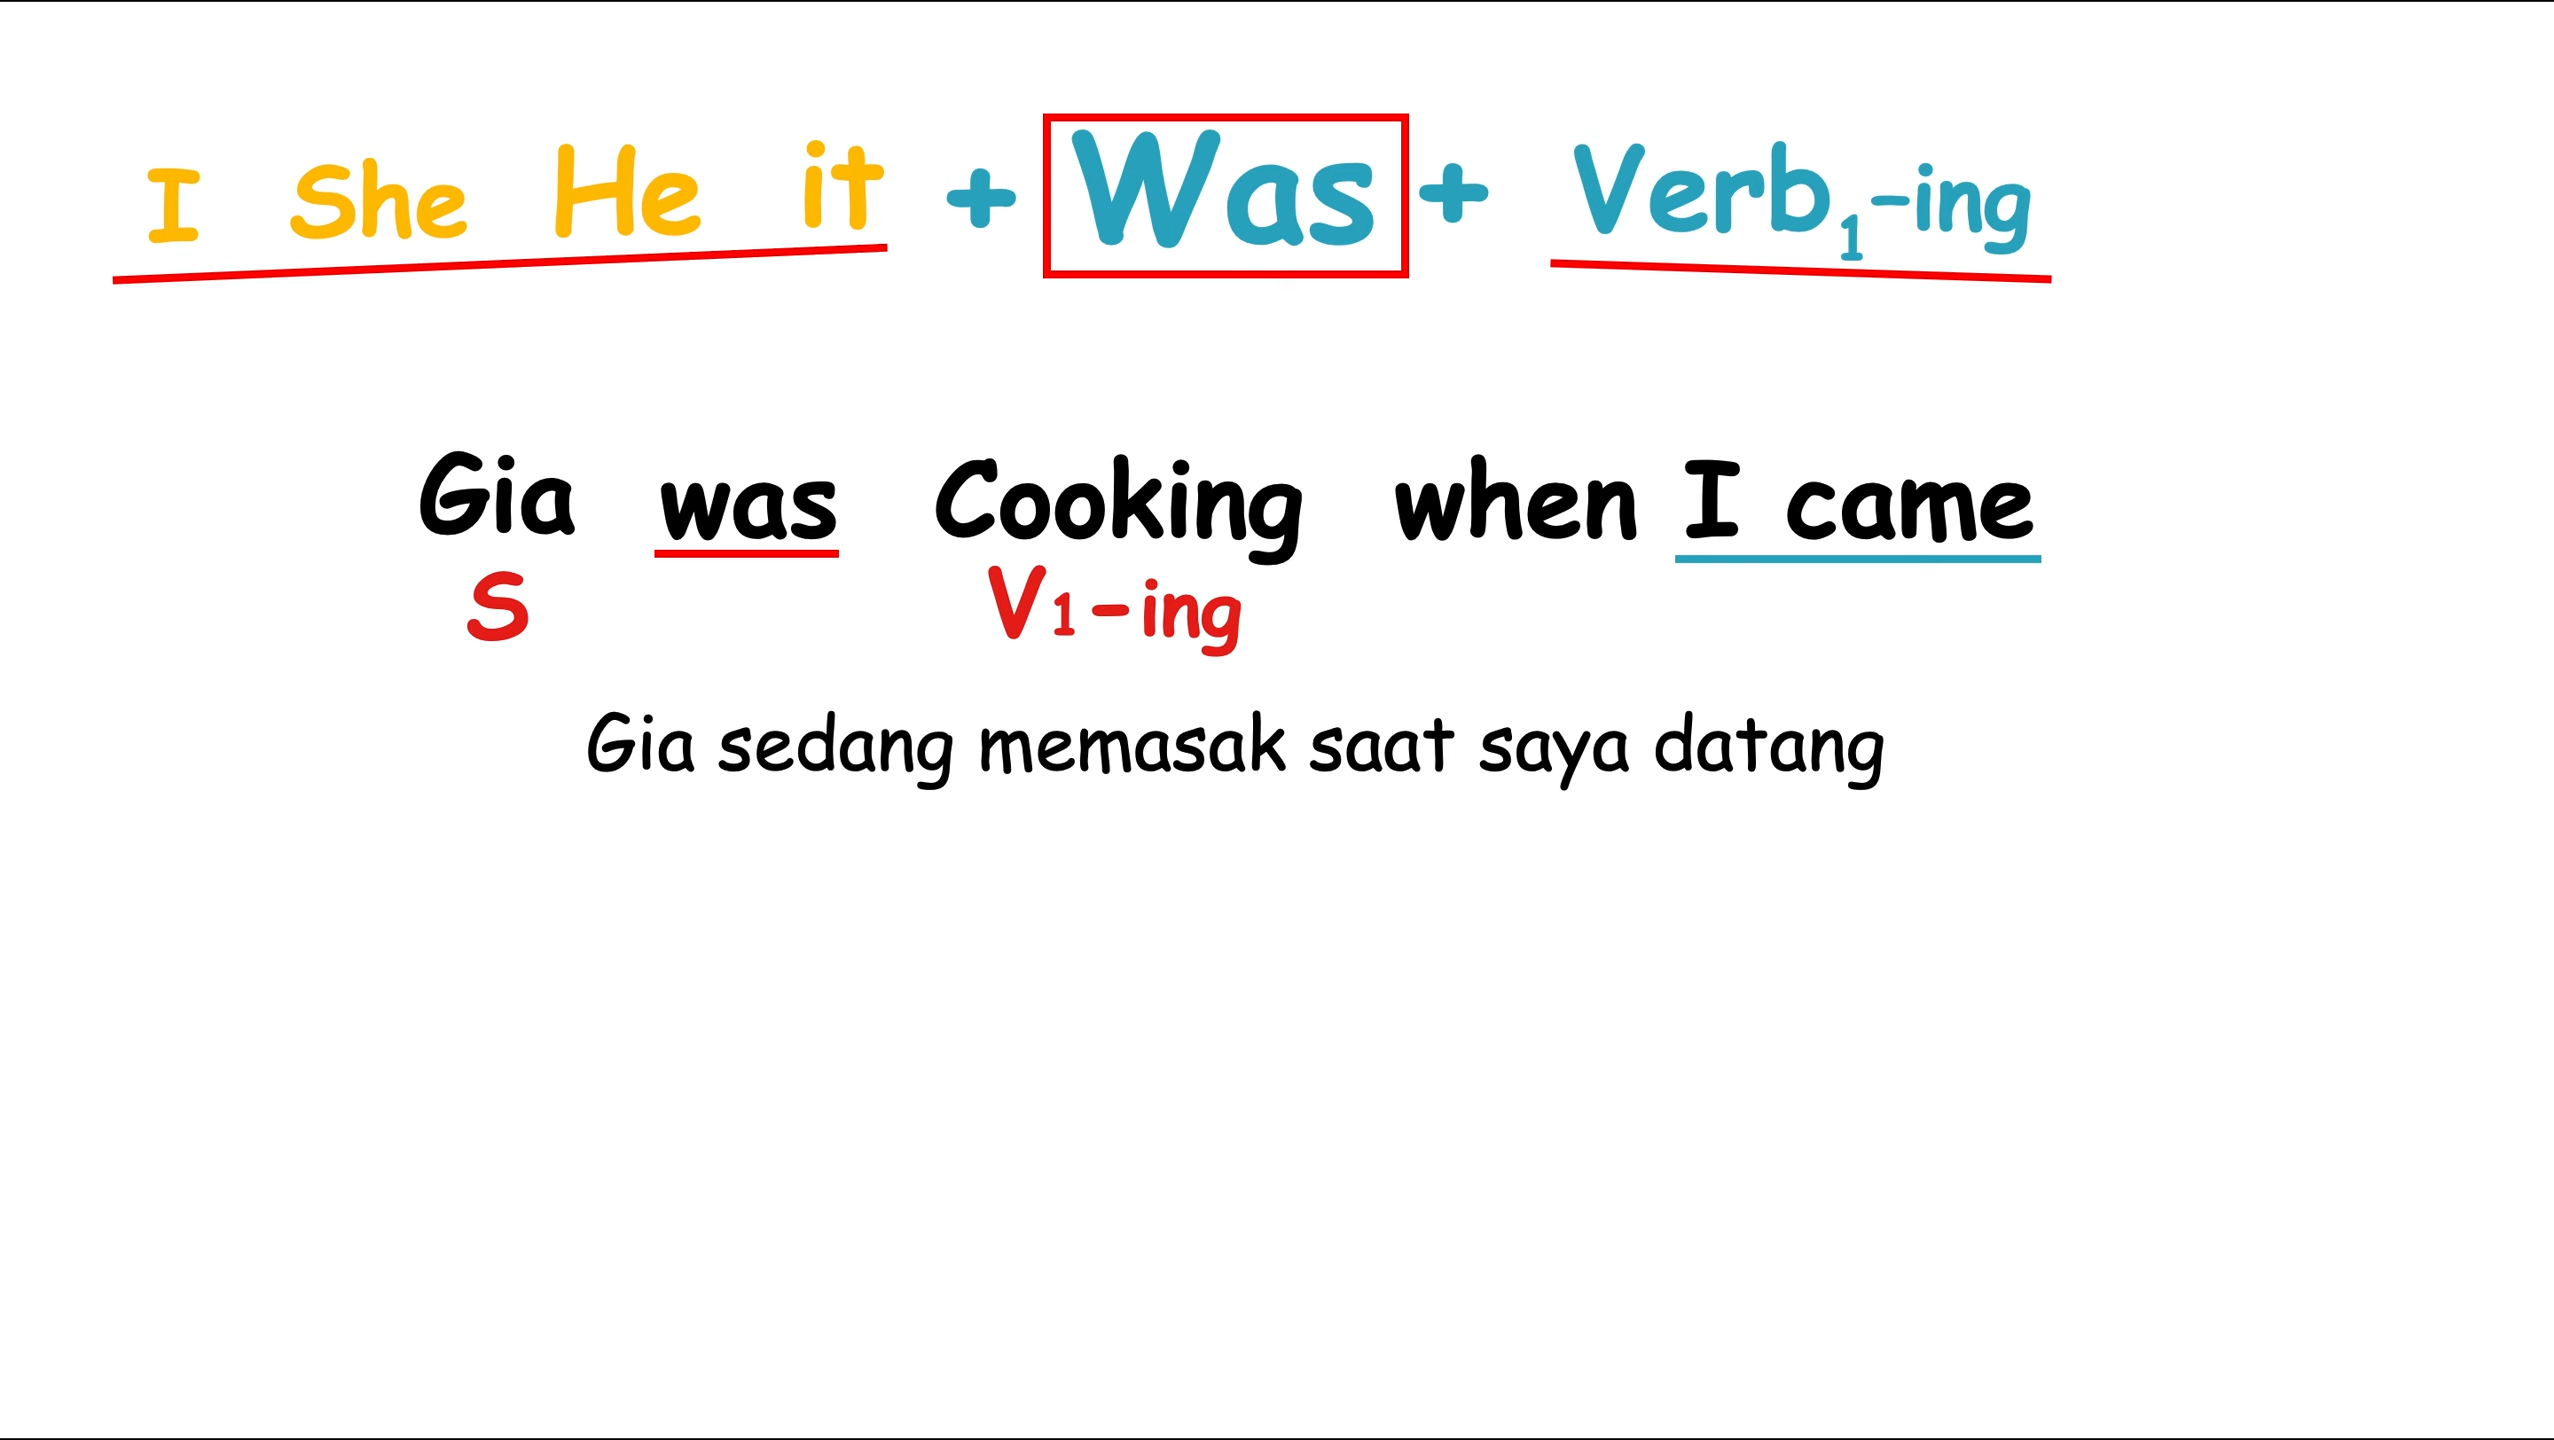 I She He it + Was + Verb₁-ing
Gia was Cooking when I came
S V1-ing
Gia sedang memasak saat saya datang